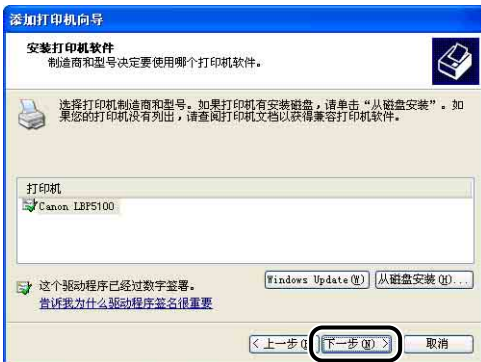 添加打印机向导
安装打印机软件
制造商和型号决定要使用哪个打印机软件。
选择打印机制造商和型号。如果打印机有安装磁盘，请单击“从磁盘安装”。如
果您的打印机没有列出，请查阅打印机文档以获得兼容打印机软件。
打印机
Canon LBP5100
这个驱动程序已经过数字签署。
告诉我为什么驱动程序签名很重要
Windows Update(W) 从磁盘安装(H)...
< 上一步(B) 下一步(N) > 取消